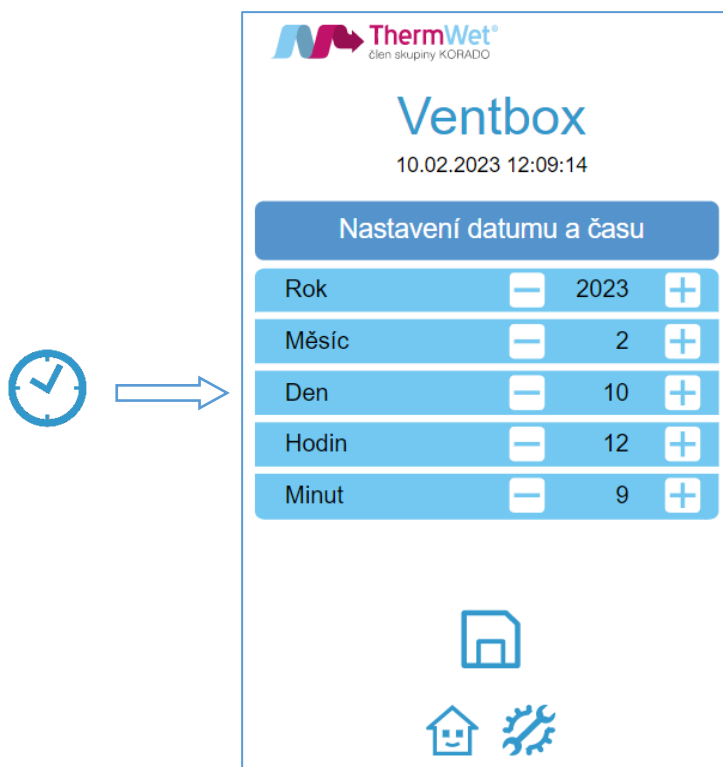 ThermWet®
člen skupiny KORADO
Ventbox
10.02.2023 12:09:14
Nastavení datumu a času
Rok − 2023 +
Měsíc − 2 +
Den − 10 +
Hodin − 12 +
Minut − 9 +